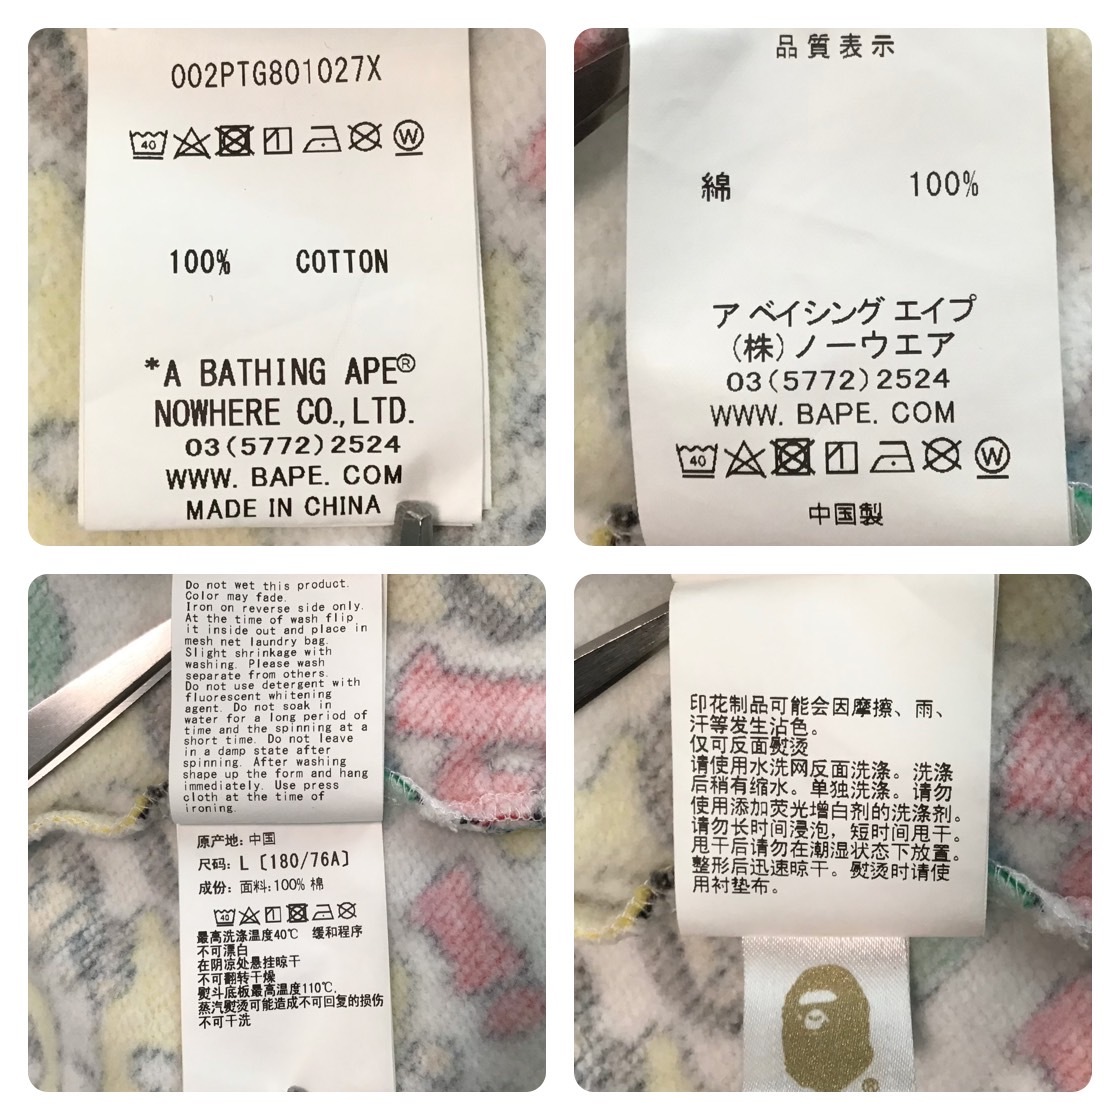 002PTG801027X
40
W
100% COTTON
*A BATHING APE®
NOWHERE CO.,LTD.
03(5772)2524
WWW. BAPE. COM
MADE IN CHINA
品質表示
綿 100%
ア ベイシング エイプ
(株)ノーウエア
03(5772)2524
WWW. BAPE. COM
40
W
中国製
Do not wet this product.
Color may fade.
Iron on reverse side only.
At the time of wash flip
it inside out and place in
mesh net laundry bag.
Slight shrinkage with
washing. Please wash
separate from others.
Do not use detergent with
fluorescent whitening
agent. Do not soak in
water for a long period of
time and the spinning at a
short time. Do not leave
in a damp state after
spinning. After washing
shape up the form and hang
immediately. Use press
cloth at the time of
ironing.
原产地: 中国
尺码: L〔180/76A〕
成份: 面料:100% 棉
40
最高洗涤温度40℃ 缓和程序
不可漂白
在阴凉处悬挂晾干
不可翻转干燥
熨斗底板最高温度110℃.
蒸汽熨烫可能造成不可回复的损伤
不可干洗
印花制品可能会因摩擦、雨、
汗等发生沾色。
仅可反面熨烫
请使用水洗网反面洗涤。洗涤
后稍有缩水。单独洗涤。请勿
使用添加荧光增白剂的洗涤剂。
请勿长时间浸泡，短时间甩干。
甩干后请勿在潮湿状态下放置。
整形后迅速晾干。熨烫时请使
用衬垫布。
®